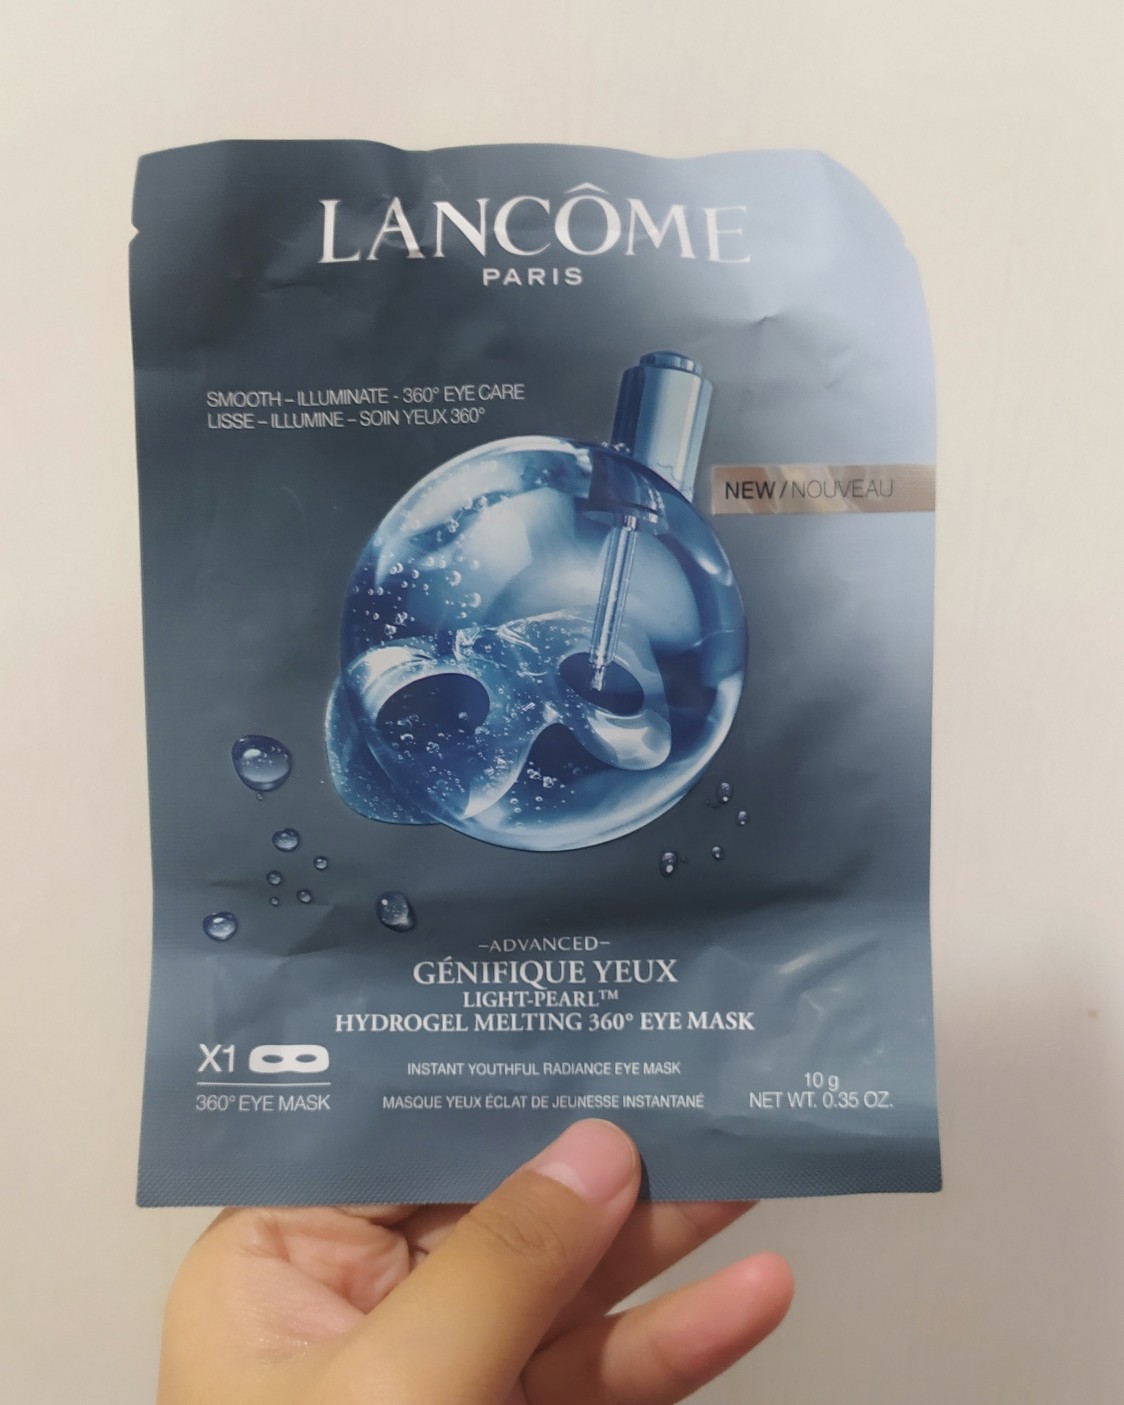 LANCÔME
PARIS
SMOOTH – ILLUMINATE - 360° EYE CARE
LISSE – ILLUMINE – SOIN YEUX 360°
NEW / NOUVEAU
–ADVANCED–
GÉNIFIQUE YEUX
LIGHT-PEARL™
HYDROGEL MELTING 360° EYE MASK
X1
360° EYE MASK
INSTANT YOUTHFUL RADIANCE EYE MASK
MASQUE YEUX ÉCLAT DE JEUNESSE INSTANTANÉ
10 g
NET WT. 0.35 OZ.